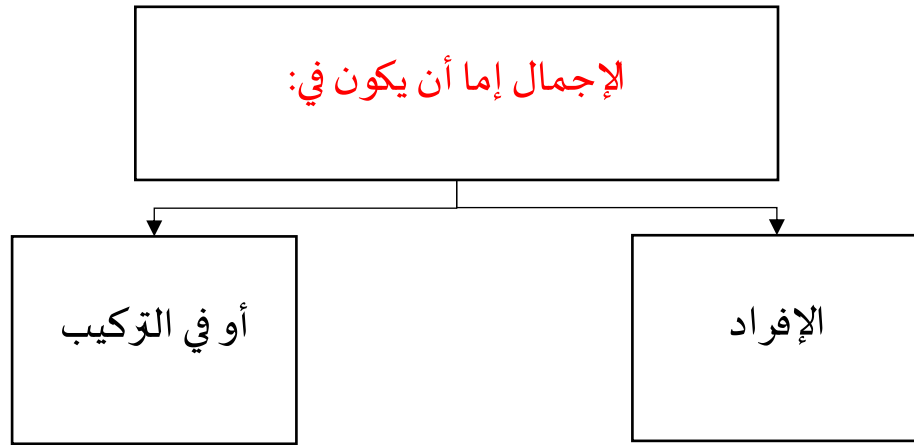 الإجمال إما أن يكون في:
الإفراد
أو في التركيب